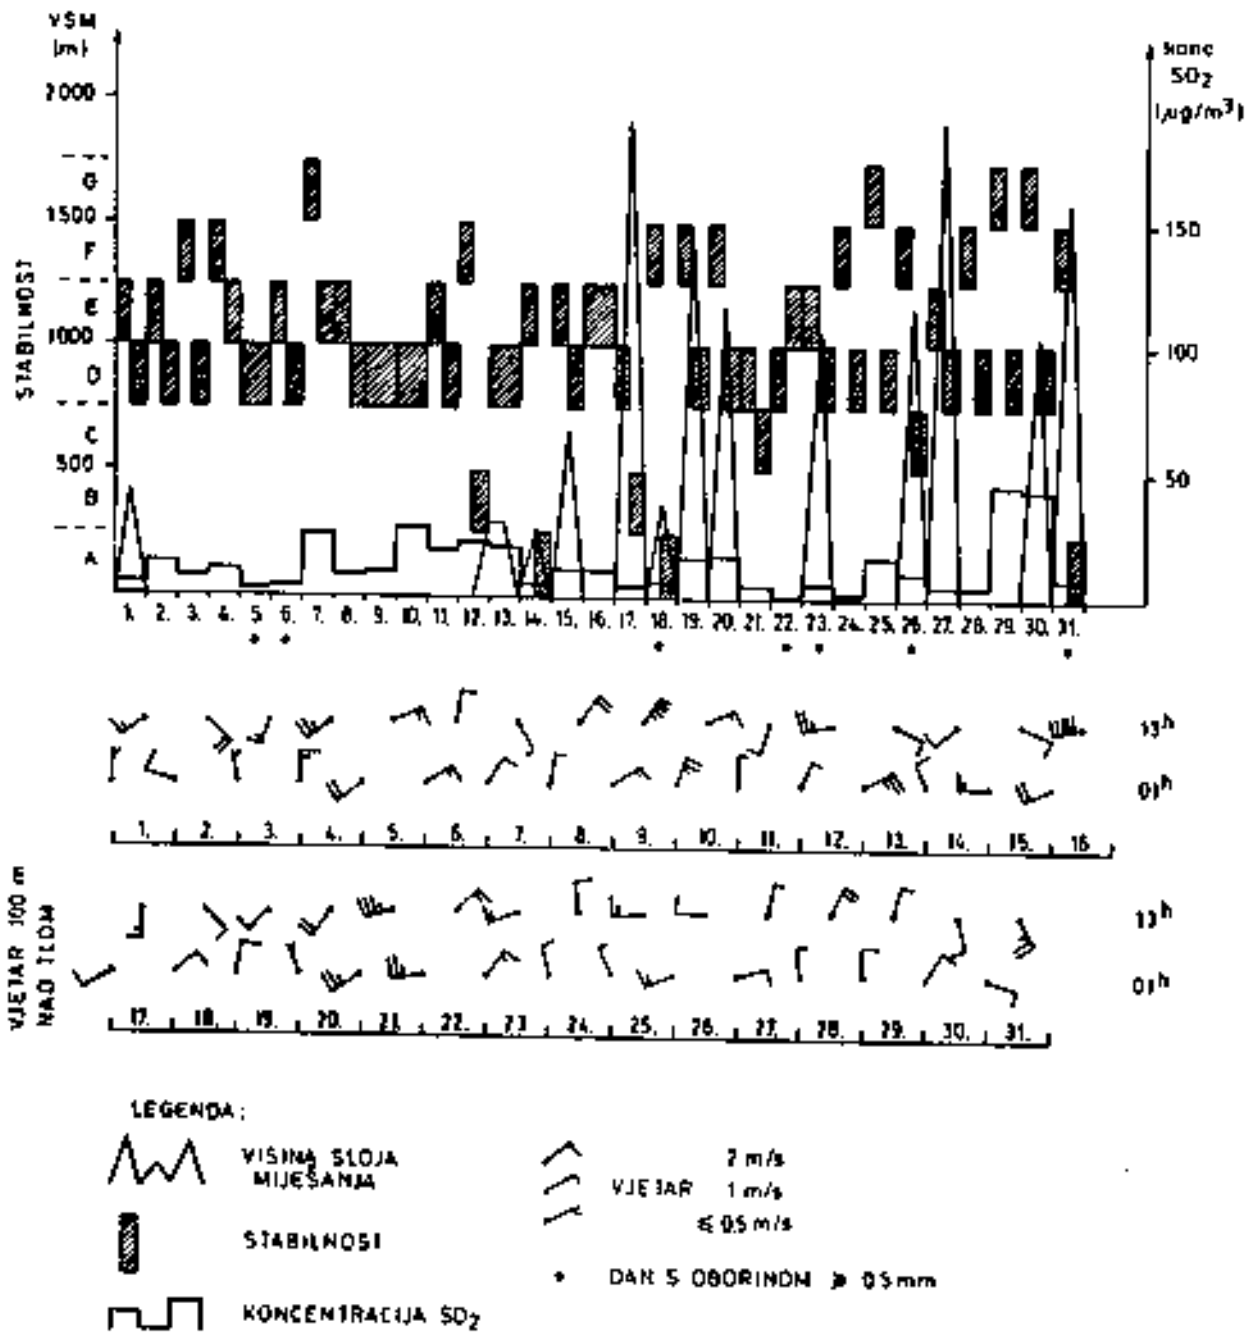 VSM
(m)
konc
SO2
(µg/m3)
2000
G
1500
150
F
E
STABILNOST
1000
100
D
C
500
50
B
A
1. 2. 3. 4. 5. 6. 7. 8. 9. 10. 11. 12. 13. 14. 15. 16. 17. 18. 19. 20. 21. 22. 23. 24. 25. 26. 27. 28. 29. 30. 31.
13h
01h
1. 2. 3. 4. 5. 6. 7. 8. 9. 10. 11. 12. 13. 14. 15. 16
VJETAR 300 m
NAD TLOM
13h
01h
17. 18. 19. 20. 21. 22. 23 24. 25. 26. 27. 28. 29. 30. 31.
LEGENDA:
VISINA SLOJA
MIJEŠANJA
2 m/s
VJETAR 1 m/s
≤ 0.5 m/s
STABILNOST
DAN S OBORINOM ≥ 0.5 mm
KONCENTRACIJA SO2